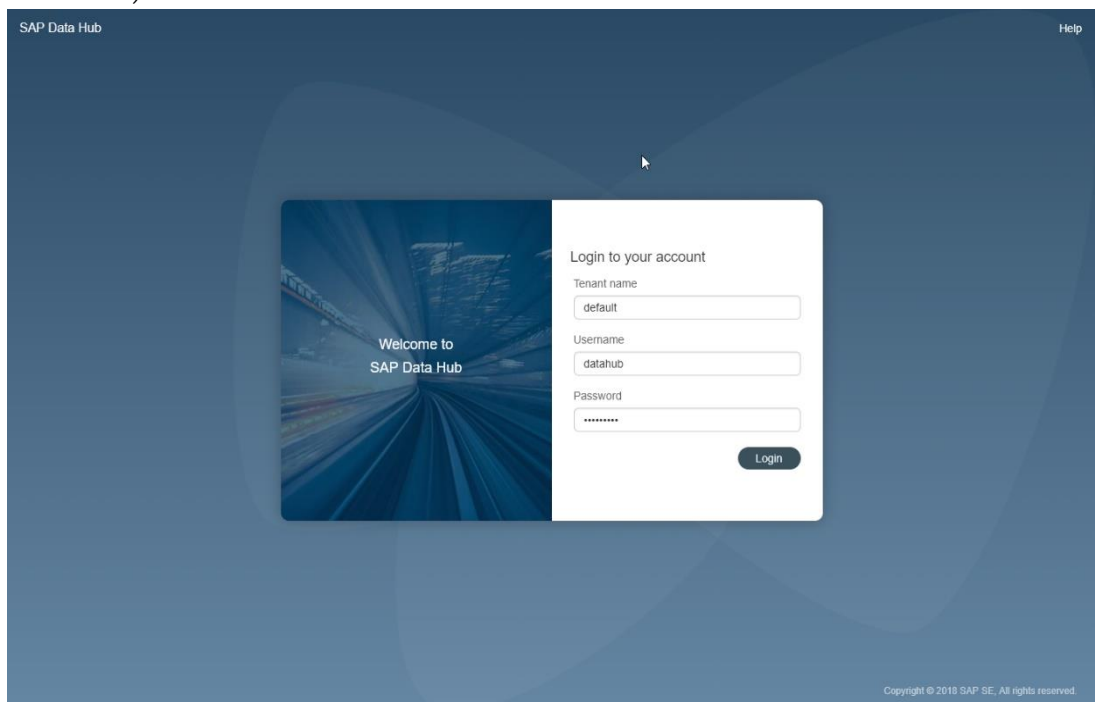 SAP Data Hub
Help
Welcome to
SAP Data Hub
Login to your account
Tenant name
default
Username
datahub
Password
•••••••••
Login
Copyright © 2018 SAP SE, All rights reserved.